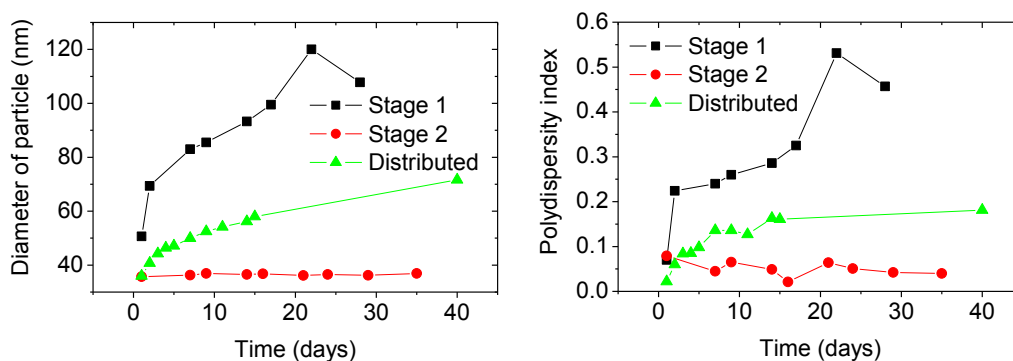 120
100
80
60
40
Diameter of particle (nm)
Stage 1
Stage 2
Distributed
0
10
20
30
40
Time (days)
0.6
0.5
0.4
0.3
0.2
0.1
0.0
Polydispersity index
Stage 1
Stage 2
Distributed
0
10
20
30
40
Time (days)